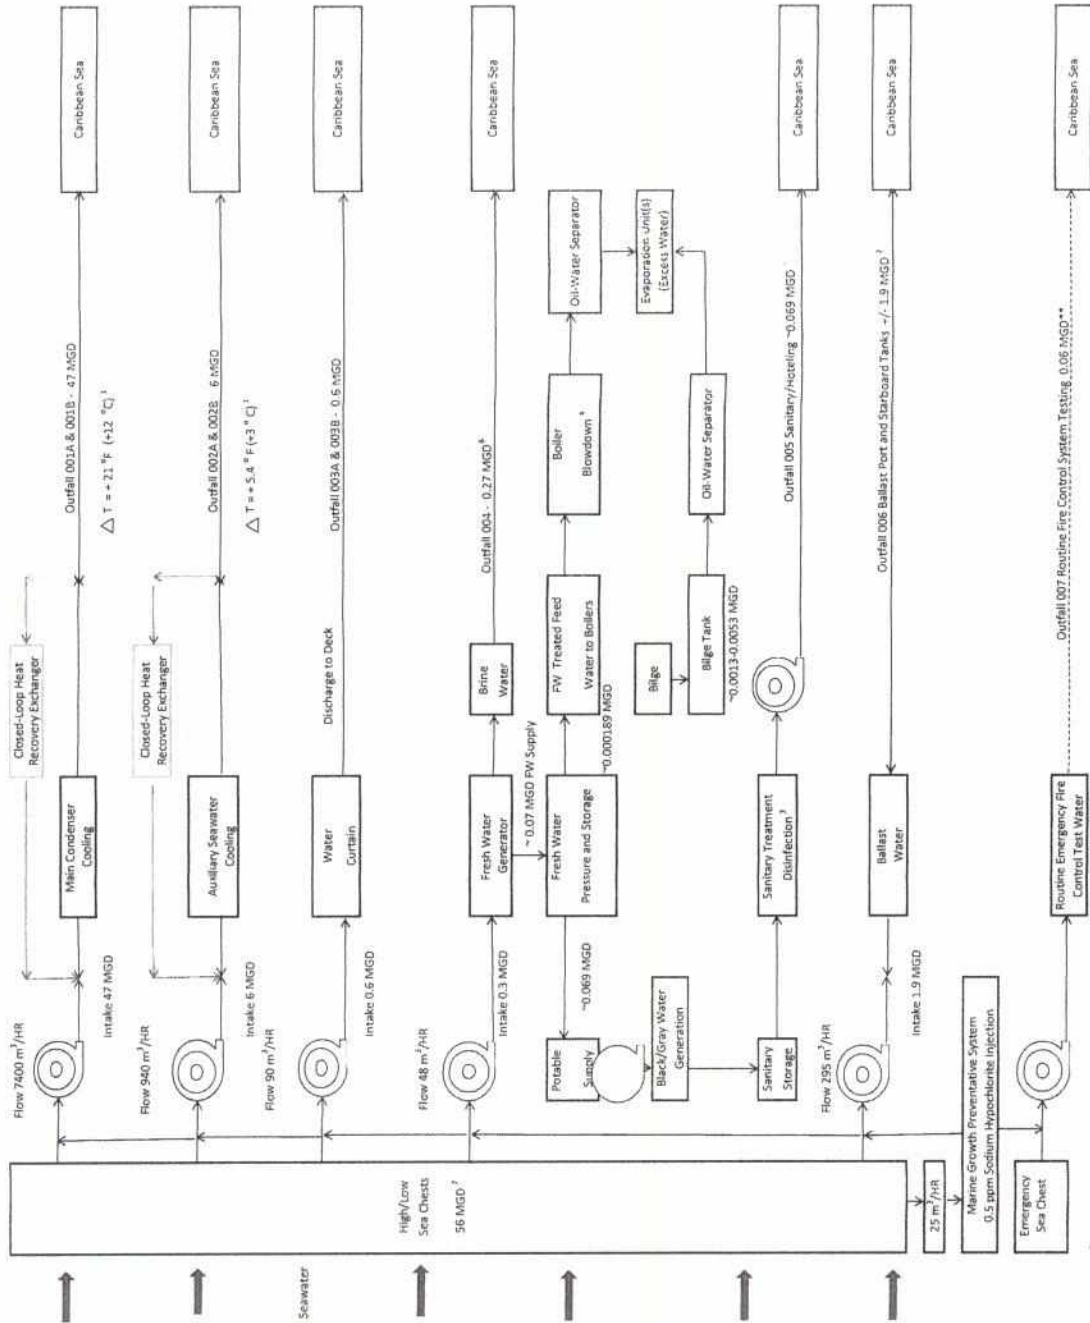 Seawater
High/Low
Sea Chests
56 MGD ²
25 m³/HR
Marine Growth Preventative System
0.5 ppm Sodium Hypochlorite Injection
Emergency
Sea Chest
Flow 7400 m³/HR
Intake 47 MGD
Main Condenser
Cooling
Closed-Loop Heat
Recovery Exchanger
Outfall 001A & 001B - 47 MGD
△ T = + 21 °F (+12 °C) ¹
Caribbean Sea
Flow 940 m³/HR
Intake 6 MGD
Auxiliary Seawater
Cooling
Closed-Loop Heat
Recovery Exchanger
Outfall 002A & 002B 6 MGD
△ T = + 5.4 °F (+3 °C) ¹
Caribbean Sea
Flow 90 m³/HR
Intake 0.6 MGD
Water
Curtain
Discharge to Deck
Outfall 003A & 003B - 0.6 MGD
Caribbean Sea
Flow 48 m³/HR
Intake 0.3 MGD
Fresh Water
Generator
Brine
Water
Outfall 004 - 0.27 MGD
Caribbean Sea
~ 0.07 MGD FW Supply
Fresh Water
Pressure and Storage
~0.000189 MGD
FW Treated Feed
Water to Boilers
Boiler
Blowdown
Oil-Water Separator
Evaporation Unit(s)
(Excess Water)
Bilge
Bilge Tank
~0.0013-0.0053 MGD
Oil-Water Separator
~0.069 MGD
Potable
Supply
Black/Gray Water
Generation
Sanitary
Storage
Sanitary Treatment
Disinfection ³
Outfall 005 Sanitary/Hoteling ~0.069 MGD
Caribbean Sea
Flow 295 m³/HR
Intake 1.9 MGD
Ballast
Water
Outfall 006 Ballast Port and Starboard Tanks +/- 1.9 MGD
Caribbean Sea
Routine Emergency Fire
Control Test Water
Outfall 007 Routine Fire Control System Testing 0.06 MGD**
Caribbean Sea